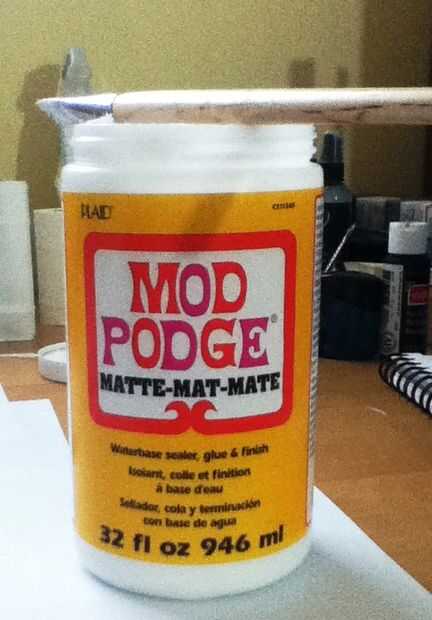 PLAID
MOD
PODGE®
MATTE-MAT-MATE
Waterbase sealer, glue & finish
Isolant, colle et finition
à base d'eau
Sellador, cola y terminación
con base de agua
32 fl oz 946 ml